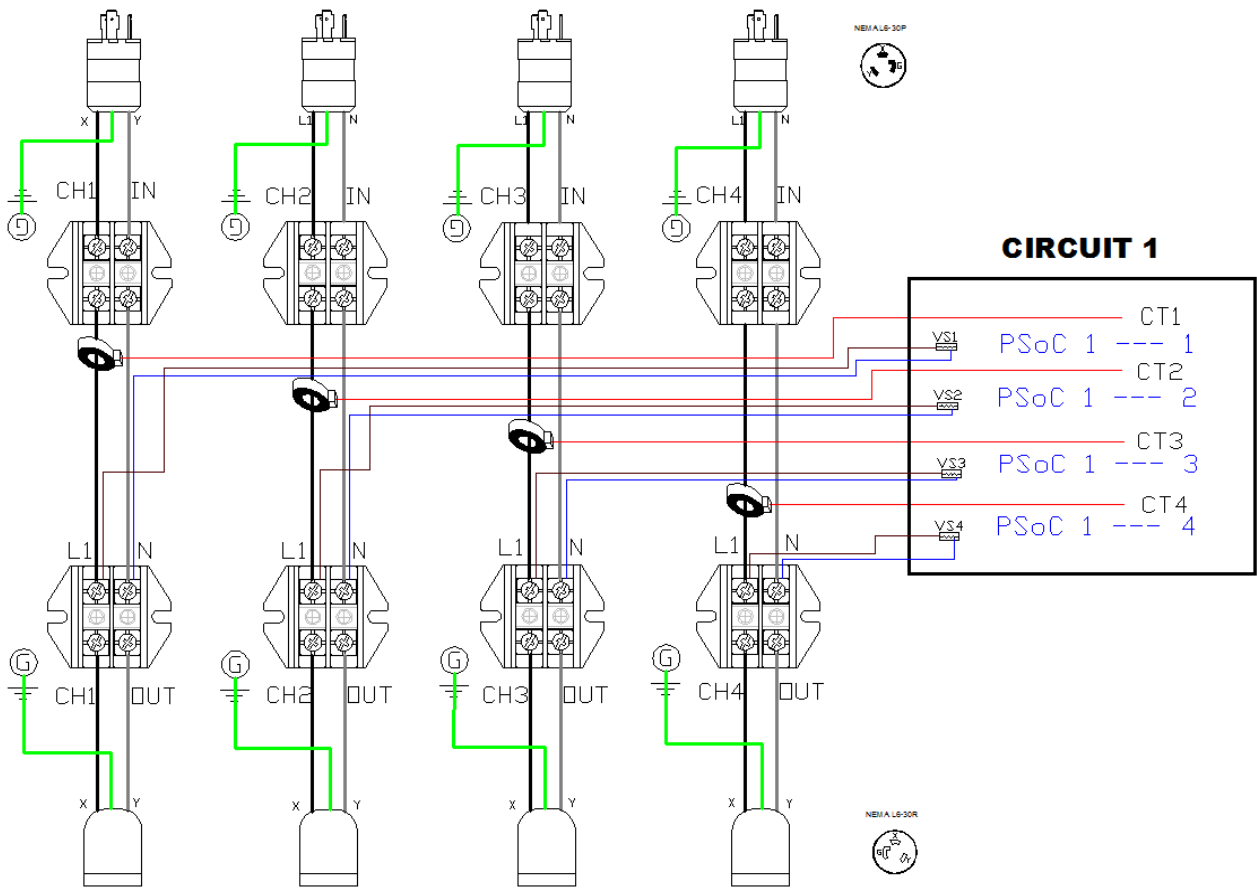 NEMA L6-30P
X
Y
G
X Y
L1 N
L1 N
L1 N
CH1 IN
CH2 IN
CH3 IN
CH4 IN
G
G
G
G
CIRCUIT 1
CT1
VS1
PSoC 1 --- 1
CT2
VS2
PSoC 1 --- 2
CT3
VS3
PSoC 1 --- 3
CT4
VS4
PSoC 1 --- 4
L1 N
L1 N
L1 N
L1 N
G
G
G
G
CH1 OUT
CH2 OUT
CH3 OUT
CH4 OUT
X Y
X Y
X Y
X Y
NEMA L6-30R
X
G
Y